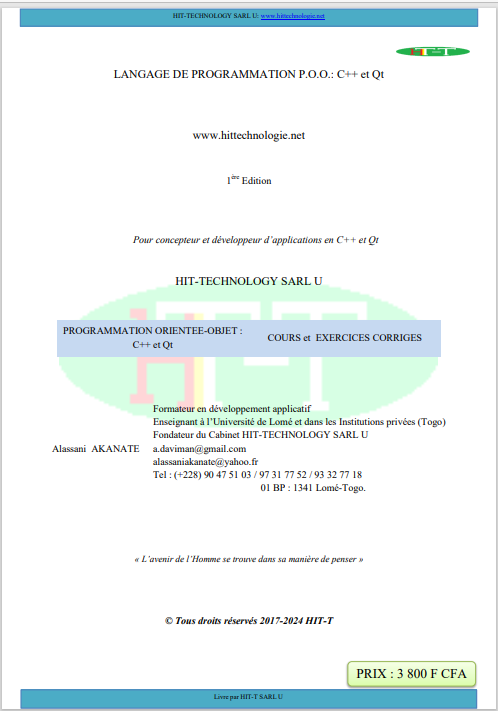 HIT-TECHNOLOGY SARL U: www.hittechnologie.net
LANGAGE DE PROGRAMMATION P.O.O.: C++ et Qt
www.hittechnologie.net
1ère Edition
Pour concepteur et développeur d'applications en C++ et Qt
HIT-TECHNOLOGY SARL U
PROGRAMMATION ORIENTEE-OBJET :
C++ et Qt
COURS et EXERCICES CORRIGES
Formateur en développement applicatif
Enseignant à l'Université de Lomé et dans les Institutions privées (Togo)
Fondateur du Cabinet HIT-TECHNOLOGY SARL U
Alassani AKANATE
a.daviman@gmail.com
alassaniakanate@yahoo.fr
Tel : (+228) 90 47 51 03 / 97 31 77 52 / 93 32 77 18
01 BP : 1341 Lomé-Togo.
« L'avenir de l'Homme se trouve dans sa manière de penser »
© Tous droits réservés 2017-2024 HIT-T
PRIX : 3 800 F CFA
Livre par HIT-T SARL U